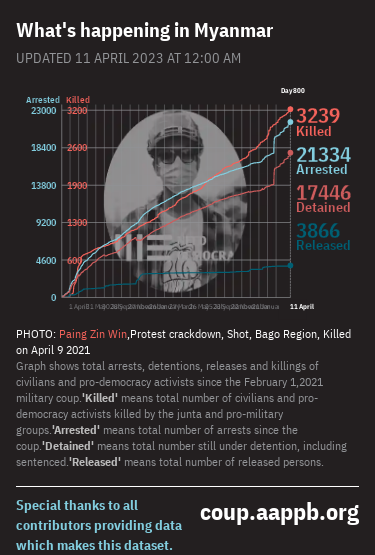 What's happening in Myanmar
UPDATED 11 APRIL 2023 AT 12:00 AM
Day800
Arrested Killed
23000 3200
3239
Killed
18400 2600
21334
Arrested
13800 1900
17446
Detained
9200 1300
3866
Released
4600 600
0
11 April
PHOTO: Paing Zin Win,Protest crackdown, Shot, Bago Region, Killed
on April 9 2021
Graph shows total arrests, detentions, releases and killings of
civilians and pro-democracy activists since the February 1,2021
military coup.'Killed' means total number of civilians and pro-
democracy activists killed by the junta and pro-military
groups.'Arrested' means total number of arrests since the
coup.'Detained' means total number still under detention, including
sentenced.'Released' means total number of released persons.
Special thanks to all
contributors providing data
which makes this dataset.
coup.aappb.org